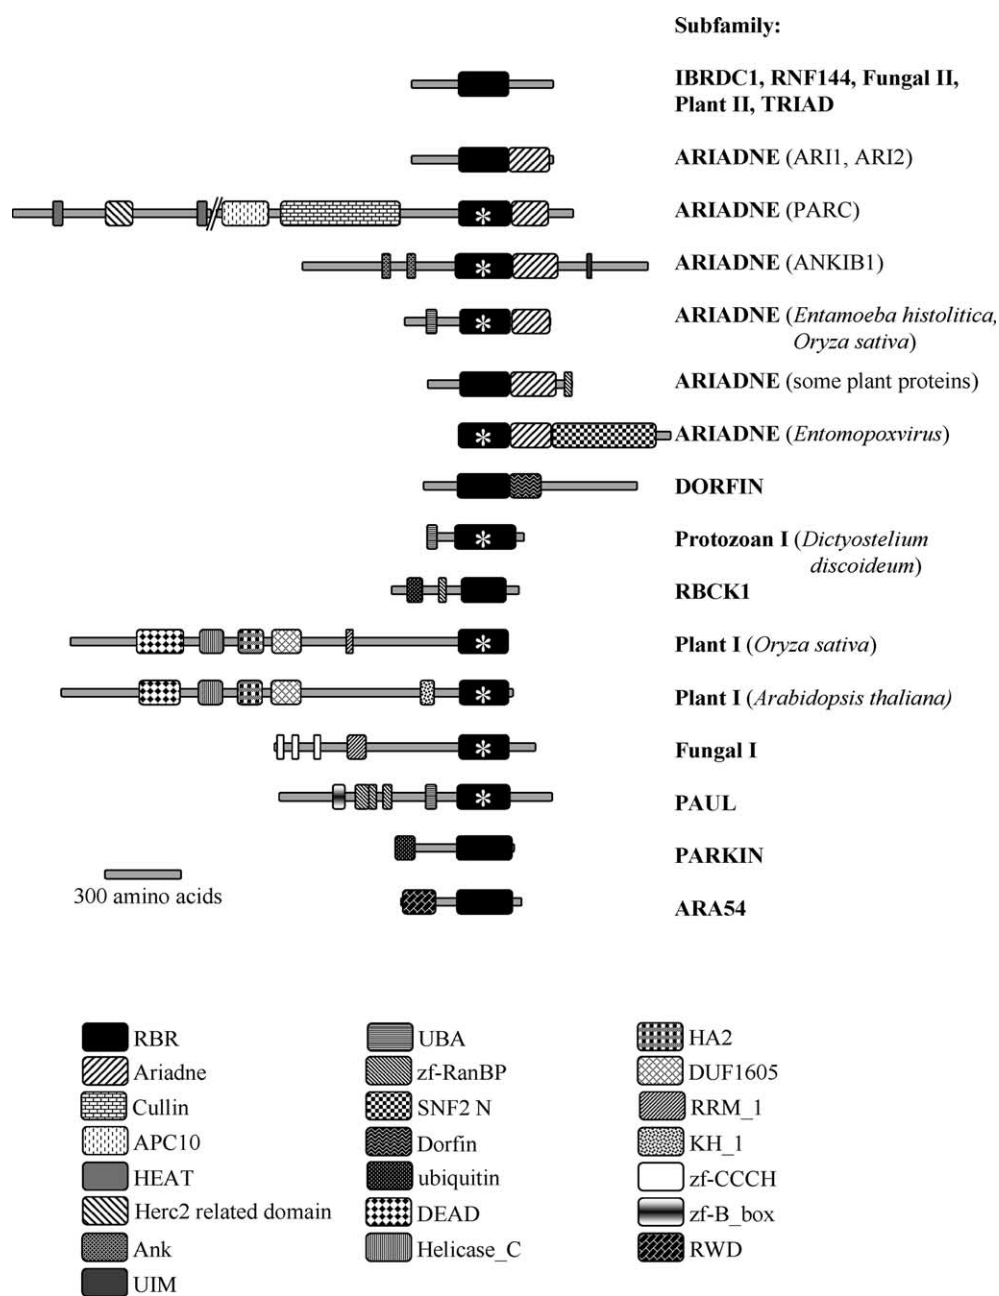 Subfamily:
IBRDC1, RNF144, Fungal II,
Plant II, TRIAD
ARIADNE (ARI1, ARI2)
ARIADNE (PARC)
ARIADNE (ANKIB1)
ARIADNE (Entamoeba histolitica,
Oryza sativa)
ARIADNE (some plant proteins)
ARIADNE (Entomopoxvirus)
DORFIN
Protozoan I (Dictyostelium
discoideum)
RBCK1
Plant I (Oryza sativa)
Plant I (Arabidopsis thaliana)
Fungal I
PAUL
PARKIN
300 amino acids
ARA54
RBR
Ariadne
Cullin
APC10
HEAT
Herc2 related domain
Ank
UIM
UBA
zf-RanBP
SNF2 N
Dorfin
ubiquitin
DEAD
Helicase_C
HA2
DUF1605
RRM_1
KH_1
zf-CCCH
zf-B_box
RWD